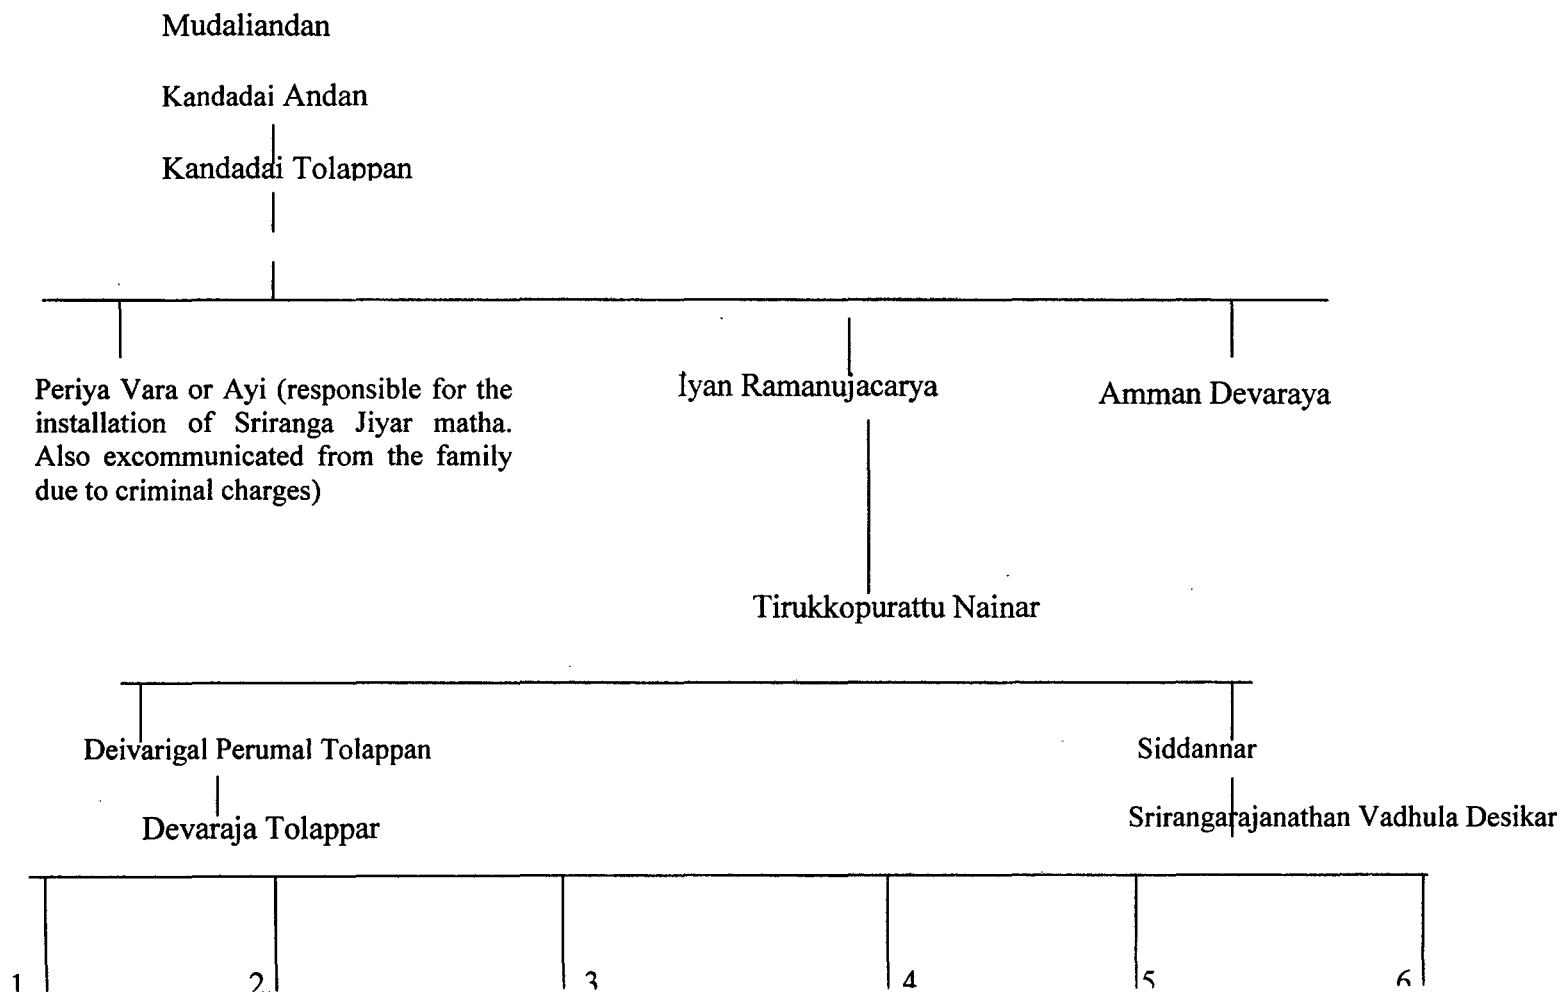 Mudaliandan
Kandadai Andan
Kandadai Tolappan
Periya Vara or Ayi (responsible for the
installation of Sriranga Jiyar matha.
Also excommunicated from the family
due to criminal charges)
Iyan Ramanujacarya
Amman Devaraya
Tirukkopurattu Nainar
Deivarigal Perumal Tolappan
Siddannar
Devaraja Tolappar
Srirangarajanathan Vadhula Desikar
1
2.
3
4
5
6